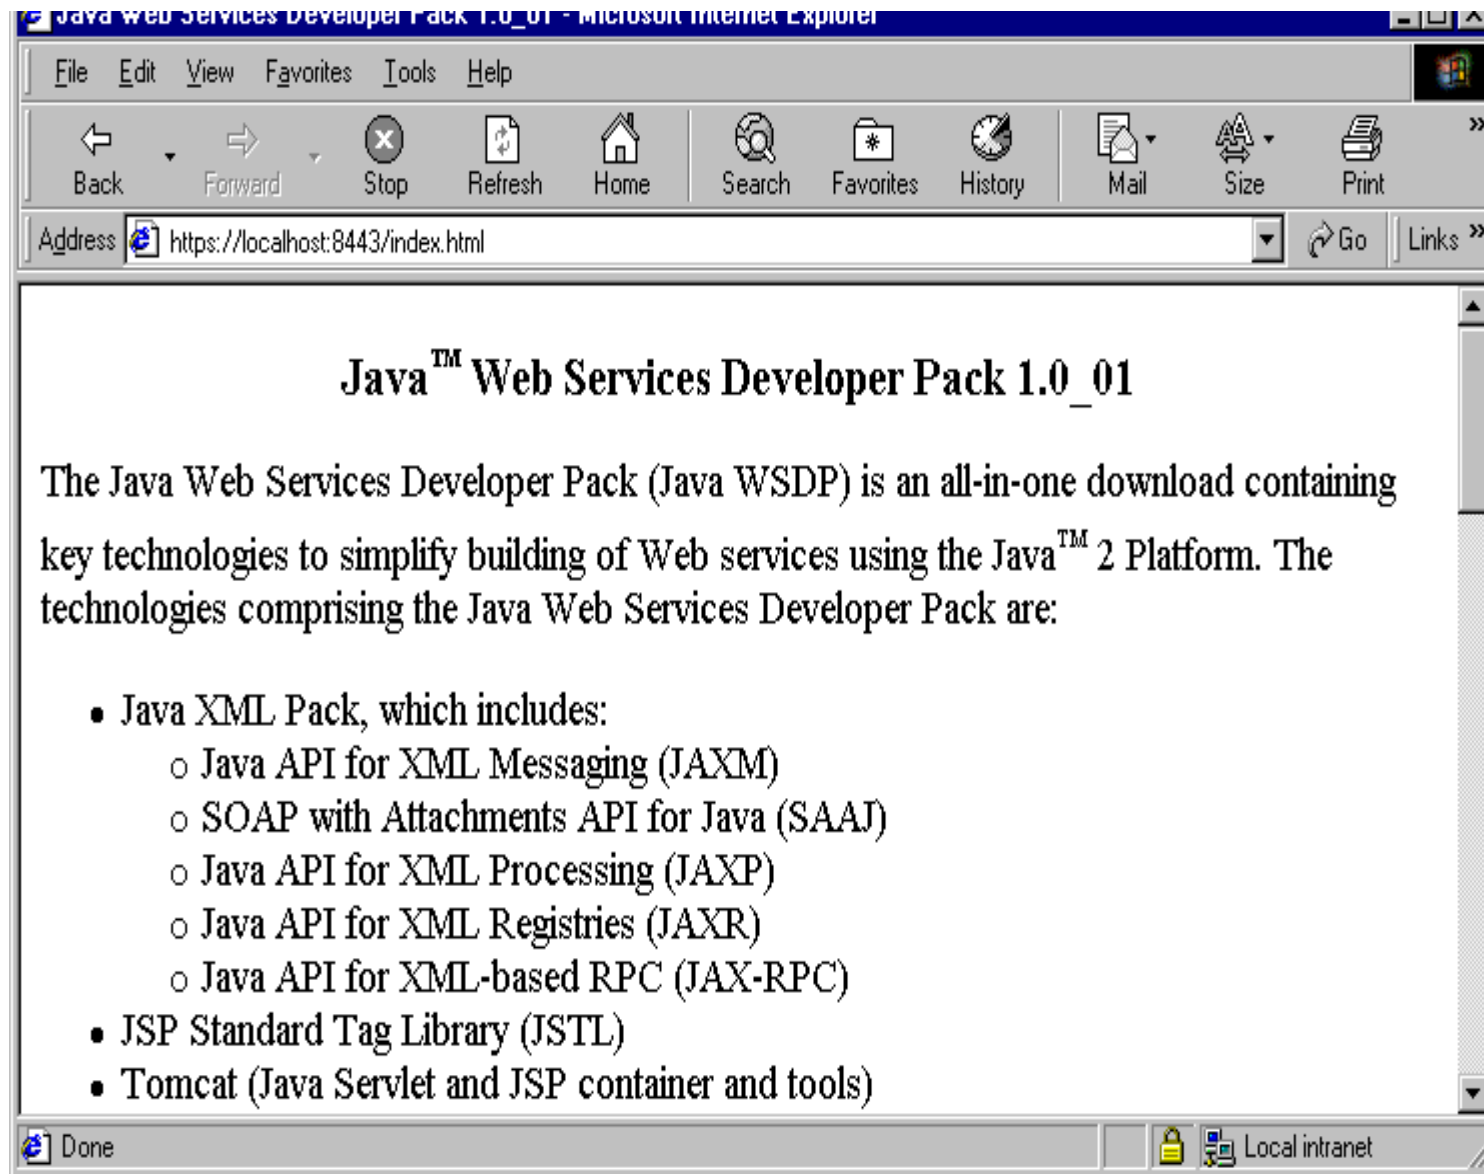 Java Web Services Developer Pack 1.0_01 - Microsoft Internet Explorer
File Edit View Favorites Tools Help
Back Forward Stop Refresh Home Search Favorites History Mail Size Print »
Address https://localhost:8443/index.html Go Links »
Java™ Web Services Developer Pack 1.0_01
The Java Web Services Developer Pack (Java WSDP) is an all-in-one download containing
key technologies to simplify building of Web services using the Java™ 2 Platform. The
technologies comprising the Java Web Services Developer Pack are:
• Java XML Pack, which includes:
o Java API for XML Messaging (JAXM)
o SOAP with Attachments API for Java (SAAJ)
o Java API for XML Processing (JAXP)
o Java API for XML Registries (JAXR)
o Java API for XML-based RPC (JAX-RPC)
• JSP Standard Tag Library (JSTL)
• Tomcat (Java Servlet and JSP container and tools)
Done Local intranet